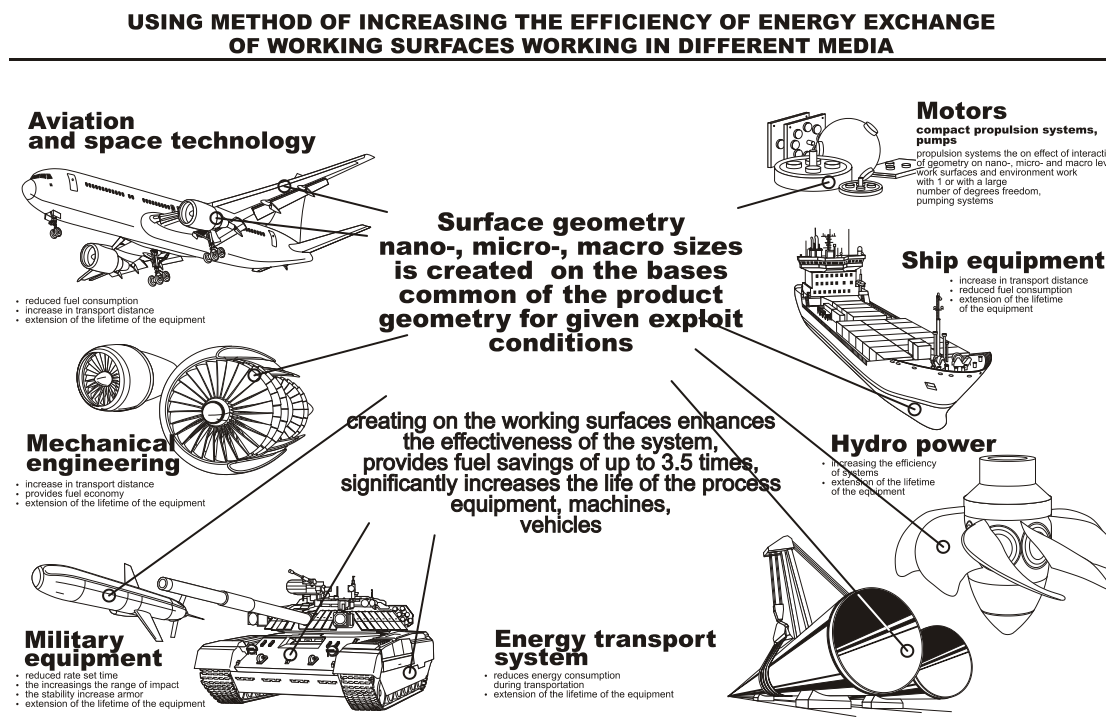 USING METHOD OF INCREASING THE EFFICIENCY OF ENERGY EXCHANGE
OF WORKING SURFACES WORKING IN DIFFERENT MEDIA
Aviation
and space technology
• reduced fuel consumption
• increase in transport distance
• extension of the lifetime of the equipment
Mechanical
engineering
• increase in transport distance
• provides fuel economy
• extension of the lifetime of the equipment
Military
equipment
• reduced rate set time
• the increasings the range of impact
• the stability increase armor
• extension of the lifetime of the equipment
Surface geometry
nano-, micro-, macro sizes
is created on the bases
common of the product
geometry for given exploit
conditions
creating on the working surfaces enhances
the effectiveness of the system,
provides fuel savings of up to 3.5 times,
significantly increases the life of the process
equipment, machines,
vehicles
Energy transport
system
• reduces energy consumption
during transportation
• extension of the lifetime of the equipment
Motors
compact propulsion systems,
pumps
propulsion systems the on effect of interacti
of geometry on nano-, micro- and macro lev
work surfaces and environment work
with 1 or with a large
number of degrees freedom,
pumping systems
Ship equipment
• increase in transport distance
• reduced fuel consumption
• extension of the lifetime
of the equipment
Hydro power
• increasing the efficiency
of systems
• extension of the lifetime
of the equipment